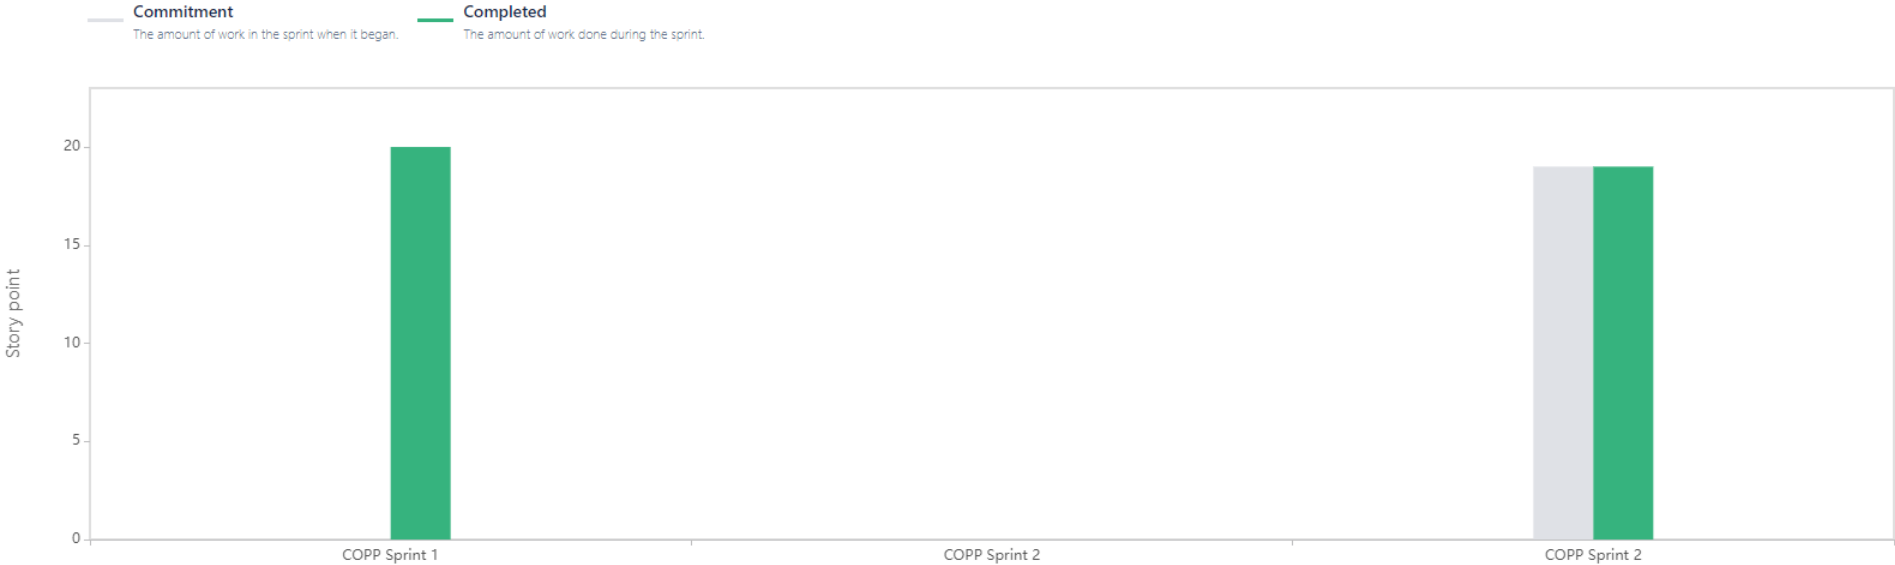 Commitment
The amount of work in the sprint when it began.
Completed
The amount of work done during the sprint.
Story point
20
15
10
5
0
COPP Sprint 1
COPP Sprint 2
COPP Sprint 2